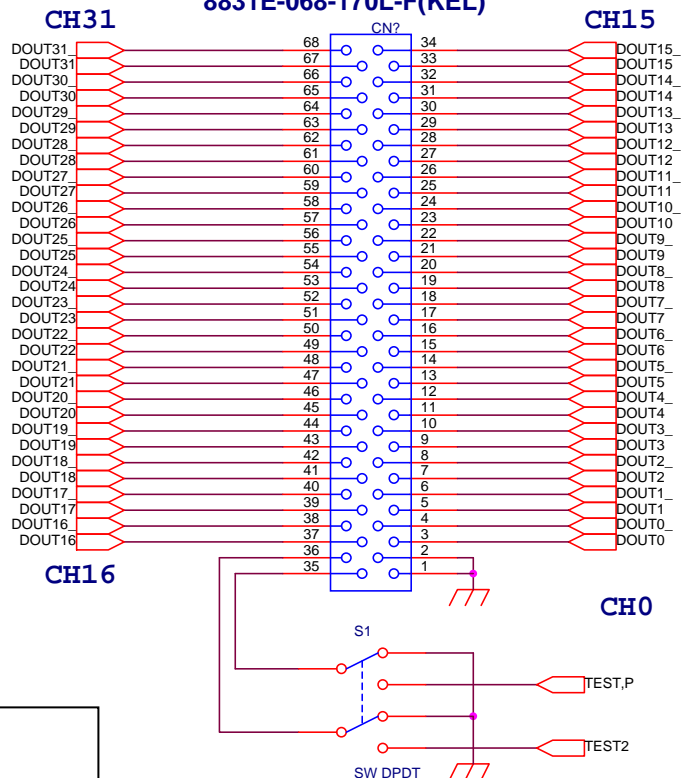 8831E-068-170L-F(KEL)
CH31 CN? CH15
DOUT31_ 68 34 DOUT15_
DOUT31 67 33 DOUT15
DOUT30_ 66 32 DOUT14_
DOUT30 65 31 DOUT14
DOUT29_ 64 30 DOUT13_
DOUT29 63 29 DOUT13
DOUT28_ 62 28 DOUT12_
DOUT28 61 27 DOUT12
DOUT27_ 60 26 DOUT11_
DOUT27 59 25 DOUT11
DOUT26_ 58 24 DOUT10_
DOUT26 57 23 DOUT10
DOUT25_ 56 22 DOUT9_
DOUT25 55 21 DOUT9
DOUT24_ 54 20 DOUT8_
DOUT24 53 19 DOUT8
DOUT23_ 52 18 DOUT7_
DOUT23 51 17 DOUT7
DOUT22_ 50 16 DOUT6_
DOUT22 49 15 DOUT6
DOUT21_ 48 14 DOUT5_
DOUT21 47 13 DOUT5
DOUT20_ 46 12 DOUT4_
DOUT20 45 11 DOUT4
DOUT19_ 44 10 DOUT3_
DOUT19 43 9 DOUT3
DOUT18_ 42 8 DOUT2_
DOUT18 41 7 DOUT2
DOUT17_ 40 6 DOUT1_
DOUT17 39 5 DOUT1
DOUT16_ 38 4 DOUT0_
DOUT16 37 3 DOUT0
36 2
35 1
CH16
CH0
S1
TEST,P
TEST2
SW DPDT